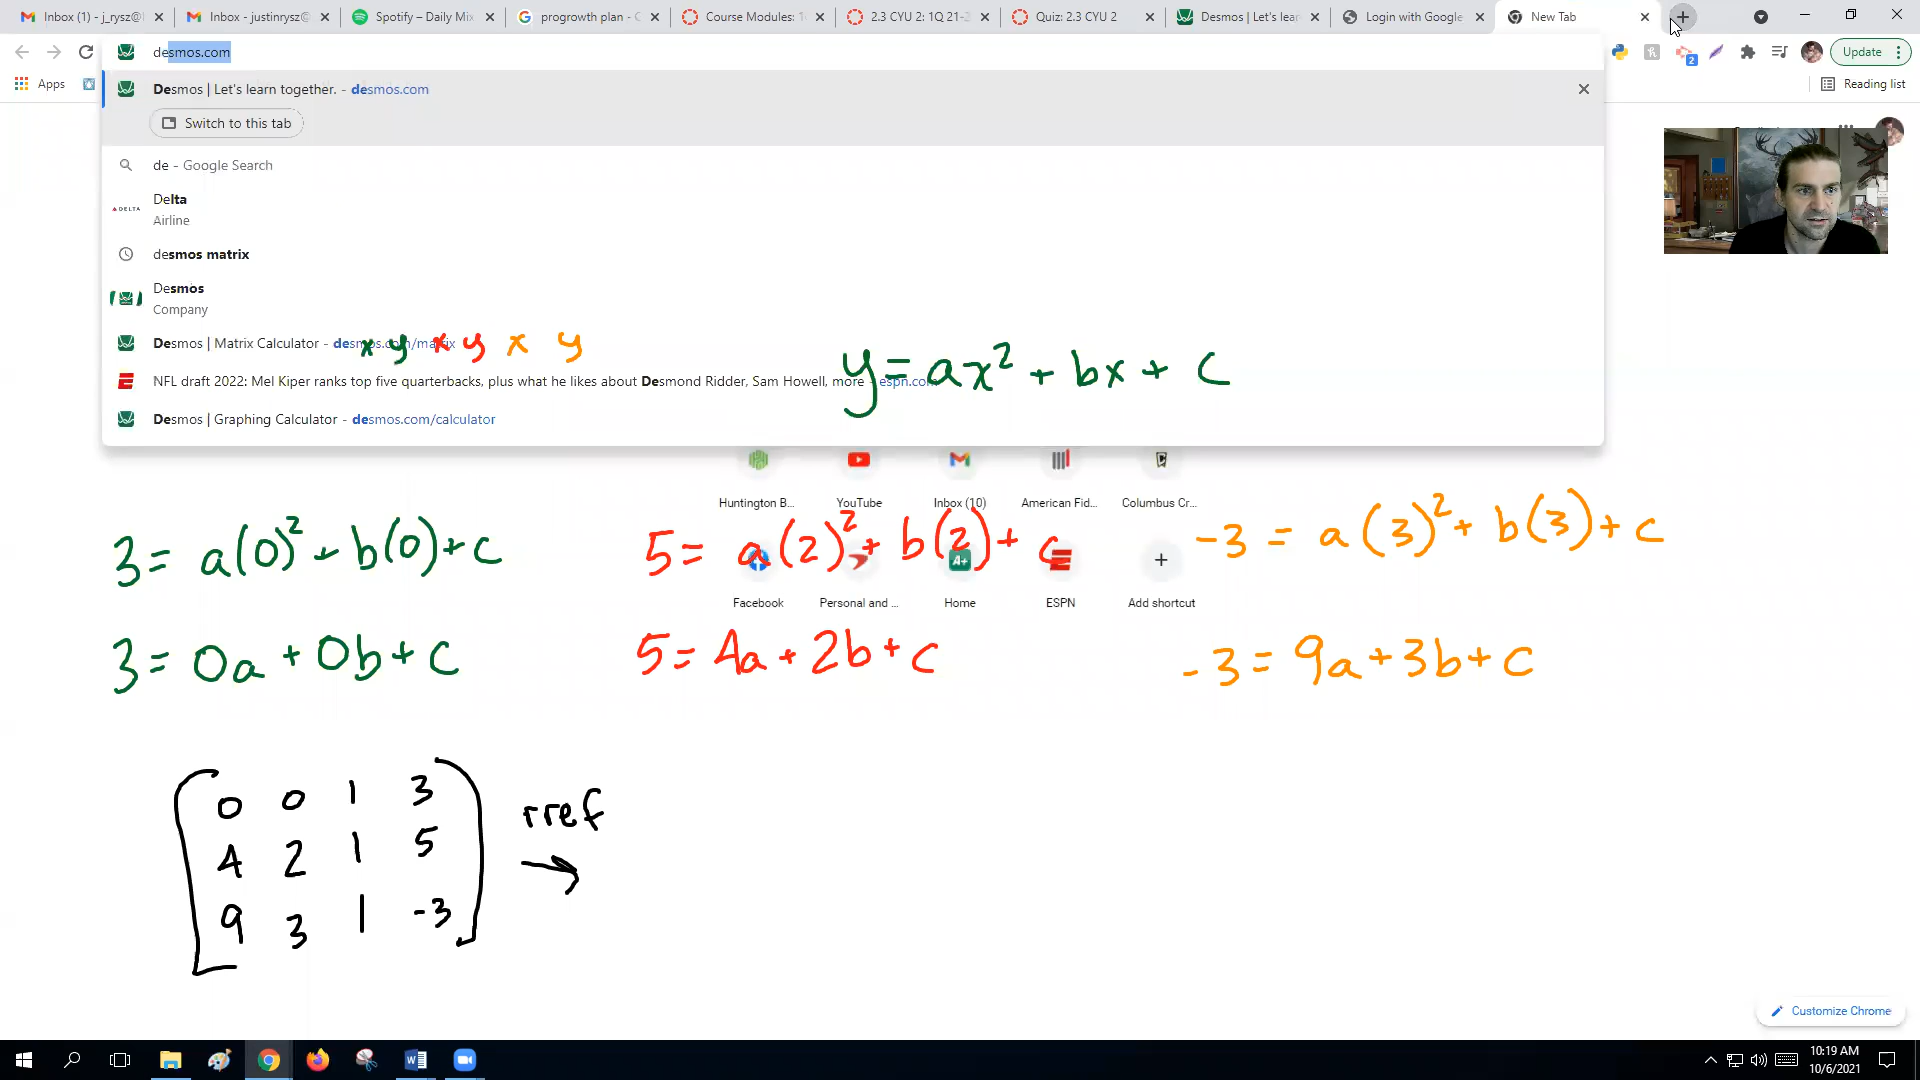 Inbox (1) - j_rysz@
Inbox - justinrysz@
Spotify – Daily Mix
progrowth plan - G
Course Modules: 1
2.3 CYU 2: 1Q 21-2
Quiz: 2.3 CYU 2
Desmos | Let's lear
Login with Google
New Tab
desmos.com
Update
Apps
Reading list
2
Desmos | Let's learn together. - desmos.com
Switch to this tab
de - Google Search
Delta
DELTA
Airline
desmos matrix
Desmos
Company
Desmos | Matrix Calculator - desmos.com/matrix
x y x y x y
NFL draft 2022: Mel Kiper ranks top five quarterbacks, plus what he likes about Desmond Ridder, Sam Howell, more - espn.com
y = ax² + bx + c
Desmos | Graphing Calculator - desmos.com/calculator
Huntington B...
YouTube
Inbox (10)
American Fid...
Columbus Cr...
3 = a(0)² + b(0) + c
5 = a(2)² + b(2) + c
-3 = a(3)² + b(3) + c
A+
Facebook
Personal and ...
Home
ESPN
Add shortcut
3 = 0a + 0b + c
5 = 4a + 2b + c
-3 = 9a + 3b + c
0 0 1 3
4 2 1 5
9 3 1 -3
rref
Customize Chrome
10:19 AM
10/6/2021